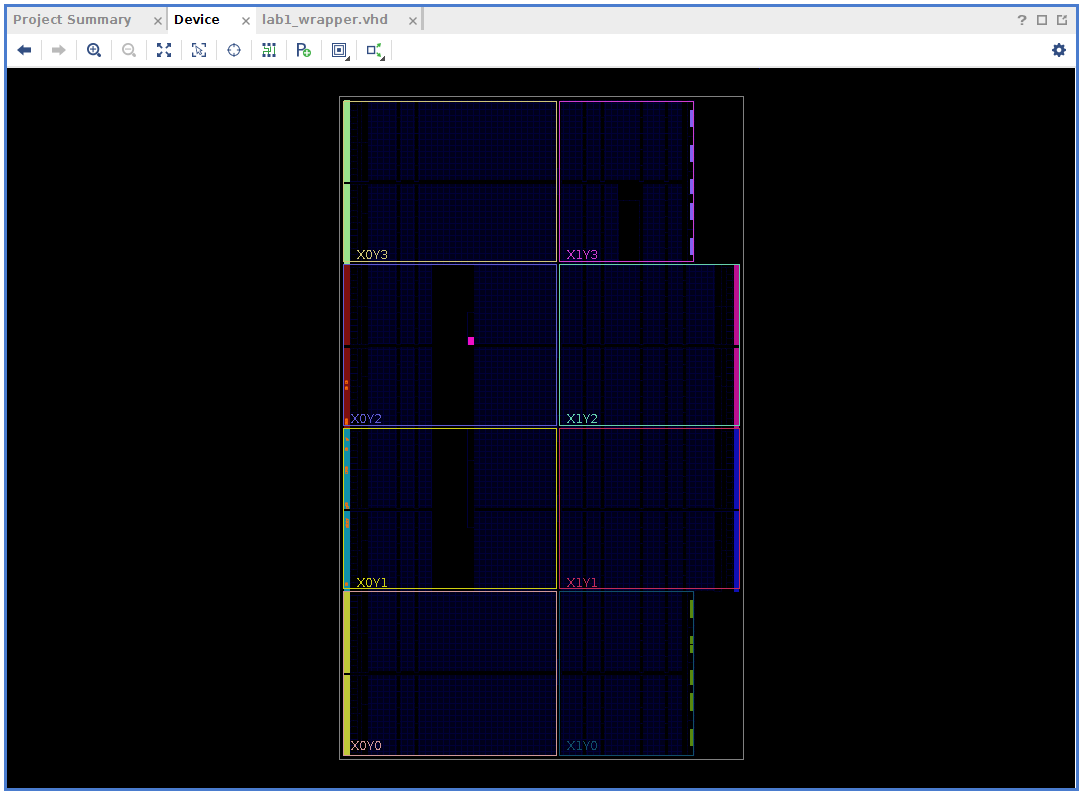 Project Summary × Device × lab1_wrapper.vhd × ?
X0Y3 X1Y3
X0Y2 X1Y2
X0Y1 X1Y1
X0Y0 X1Y0